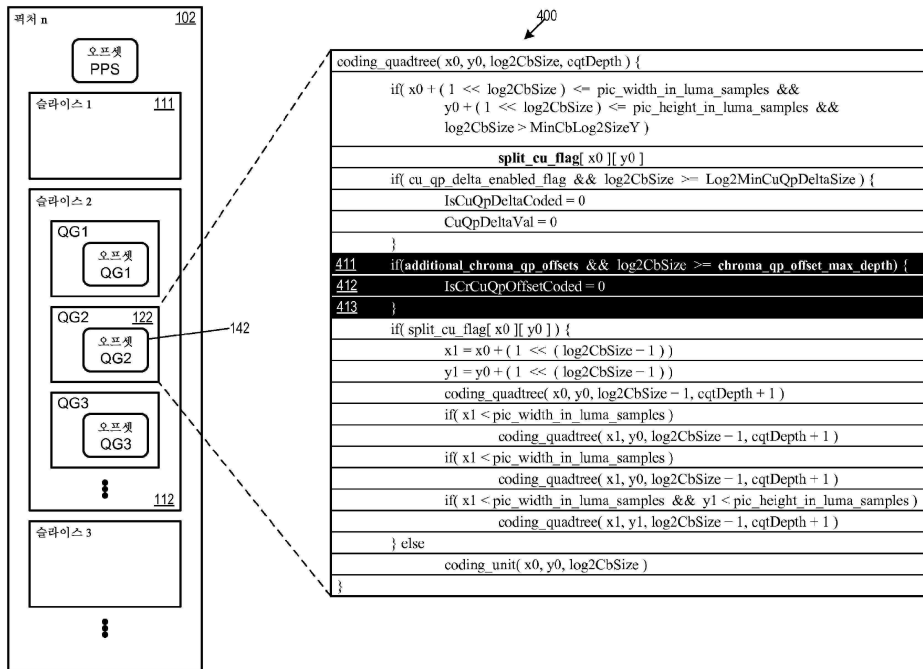 픽처 n 102
오프셋
PPS
슬라이스 1 111
슬라이스 2
QG1
오프셋
QG1
QG2 122
오프셋
QG2
142
QG3
오프셋
QG3
112
슬라이스 3
400
coding_quadtree( x0, y0, log2CbSize, cqtDepth ) {
if( x0 + ( 1 << log2CbSize ) <= pic_width_in_luma_samples &&
y0 + ( 1 << log2CbSize ) <= pic_height_in_luma_samples &&
log2CbSize > MinCbLog2SizeY )
split_cu_flag[ x0 ][ y0 ]
if( cu_qp_delta_enabled_flag && log2CbSize >= Log2MinCuQpDeltaSize ) {
IsCuQpDeltaCoded = 0
CuQpDeltaVal = 0
}
411 if(additional_chroma_qp_offsets && log2CbSize >= chroma_qp_offset_max_depth) {
412 IsCrCuQpOffsetCoded = 0
413 }
if( split_cu_flag[ x0 ][ y0 ] ) {
x1 = x0 + ( 1 << ( log2CbSize − 1 ) )
y1 = y0 + ( 1 << ( log2CbSize − 1 ) )
coding_quadtree( x0, y0, log2CbSize − 1, cqtDepth + 1 )
if( x1 < pic_width_in_luma_samples )
coding_quadtree( x1, y0, log2CbSize − 1, cqtDepth + 1 )
if( x1 < pic_width_in_luma_samples )
coding_quadtree( x1, y0, log2CbSize − 1, cqtDepth + 1 )
if( x1 < pic_width_in_luma_samples && y1 < pic_height_in_luma_samples )
coding_quadtree( x1, y1, log2CbSize − 1, cqtDepth + 1 )
} else
coding_unit( x0, y0, log2CbSize )
}